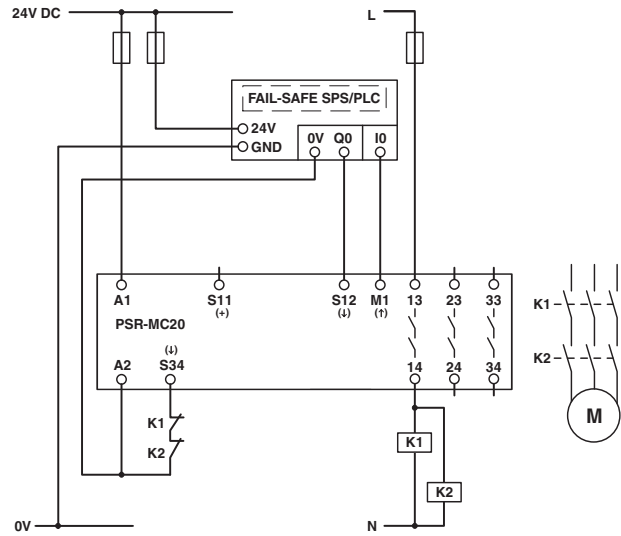 24V DC
L
FAIL-SAFE SPS/PLC
24V
GND
0V Q0 I0
A1 S11 S12 M1 13 23 33
(+) (↓) (↑)
PSR-MC20
(↓)
A2 S34 14 24 34
K1
K2
K1
K2
K1
K2
M
0V
N